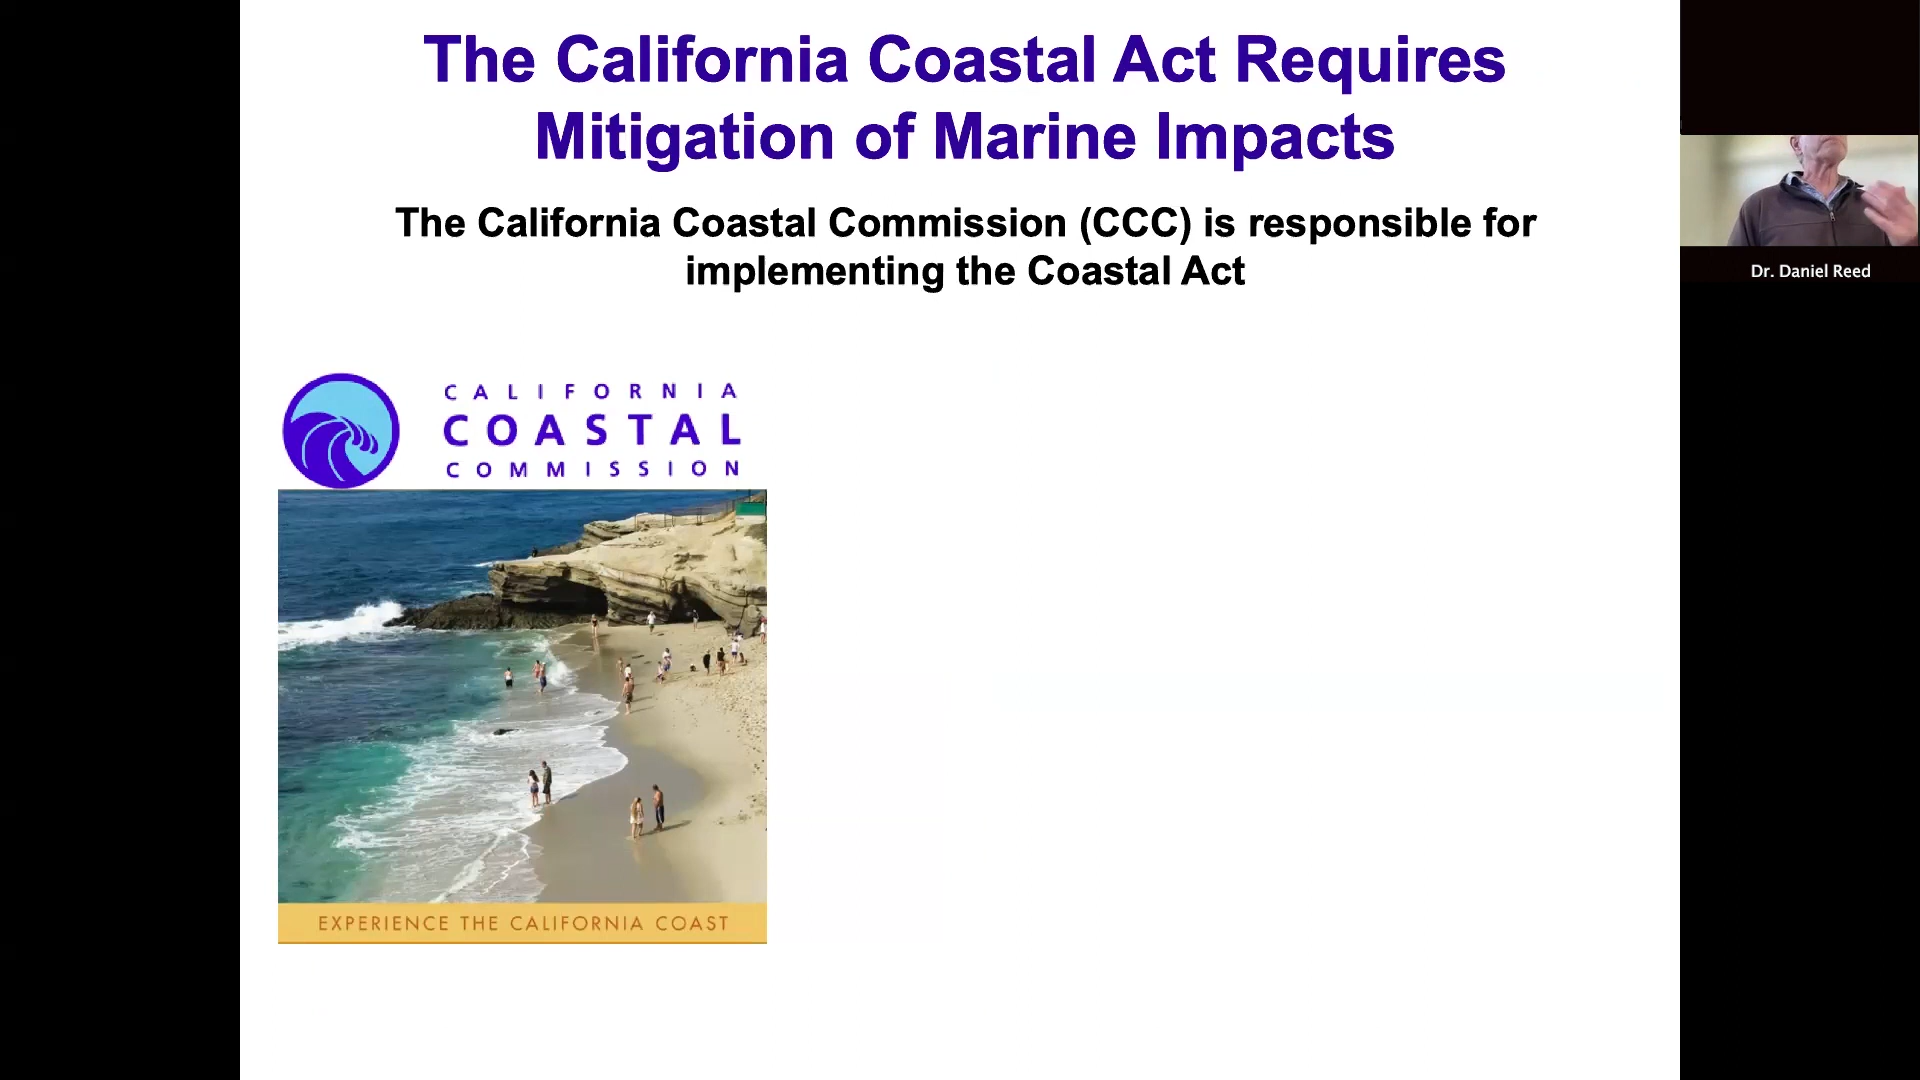 The California Coastal Act Requires
Mitigation of Marine Impacts
The California Coastal Commission (CCC) is responsible for
implementing the Coastal Act
CALIFORNIA
COASTAL
COMMISSION
EXPERIENCE THE CALIFORNIA COAST
Dr. Daniel Reed